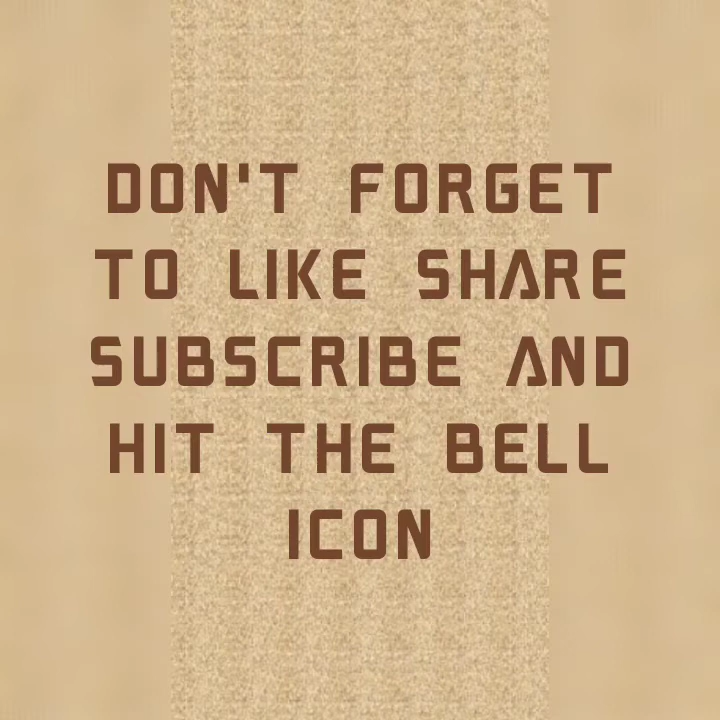 DON'T FORGET
TO LIKE SHARE
SUBSCRIBE AND
HIT THE BELL
ICON